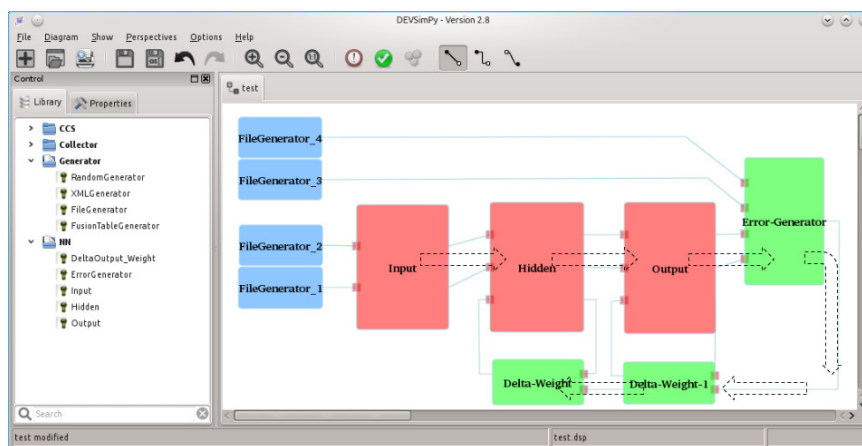 DEVSimPy - Version 2.8
File Diagram Show Perspectives Options Help
Control
Library Properties
CCS
Collector
Generator
RandomGenerator
XMLGenerator
FileGenerator
FusionTableGenerator
NN
DeltaOutput_Weight
ErrorGenerator
Input
Hidden
Output
Search
test
FileGenerator_4
FileGenerator_3
FileGenerator_2
FileGenerator_1
Input
Hidden
Output
Error-Generator
Delta-Weight
Delta-Weight-1
test modified
test.dsp